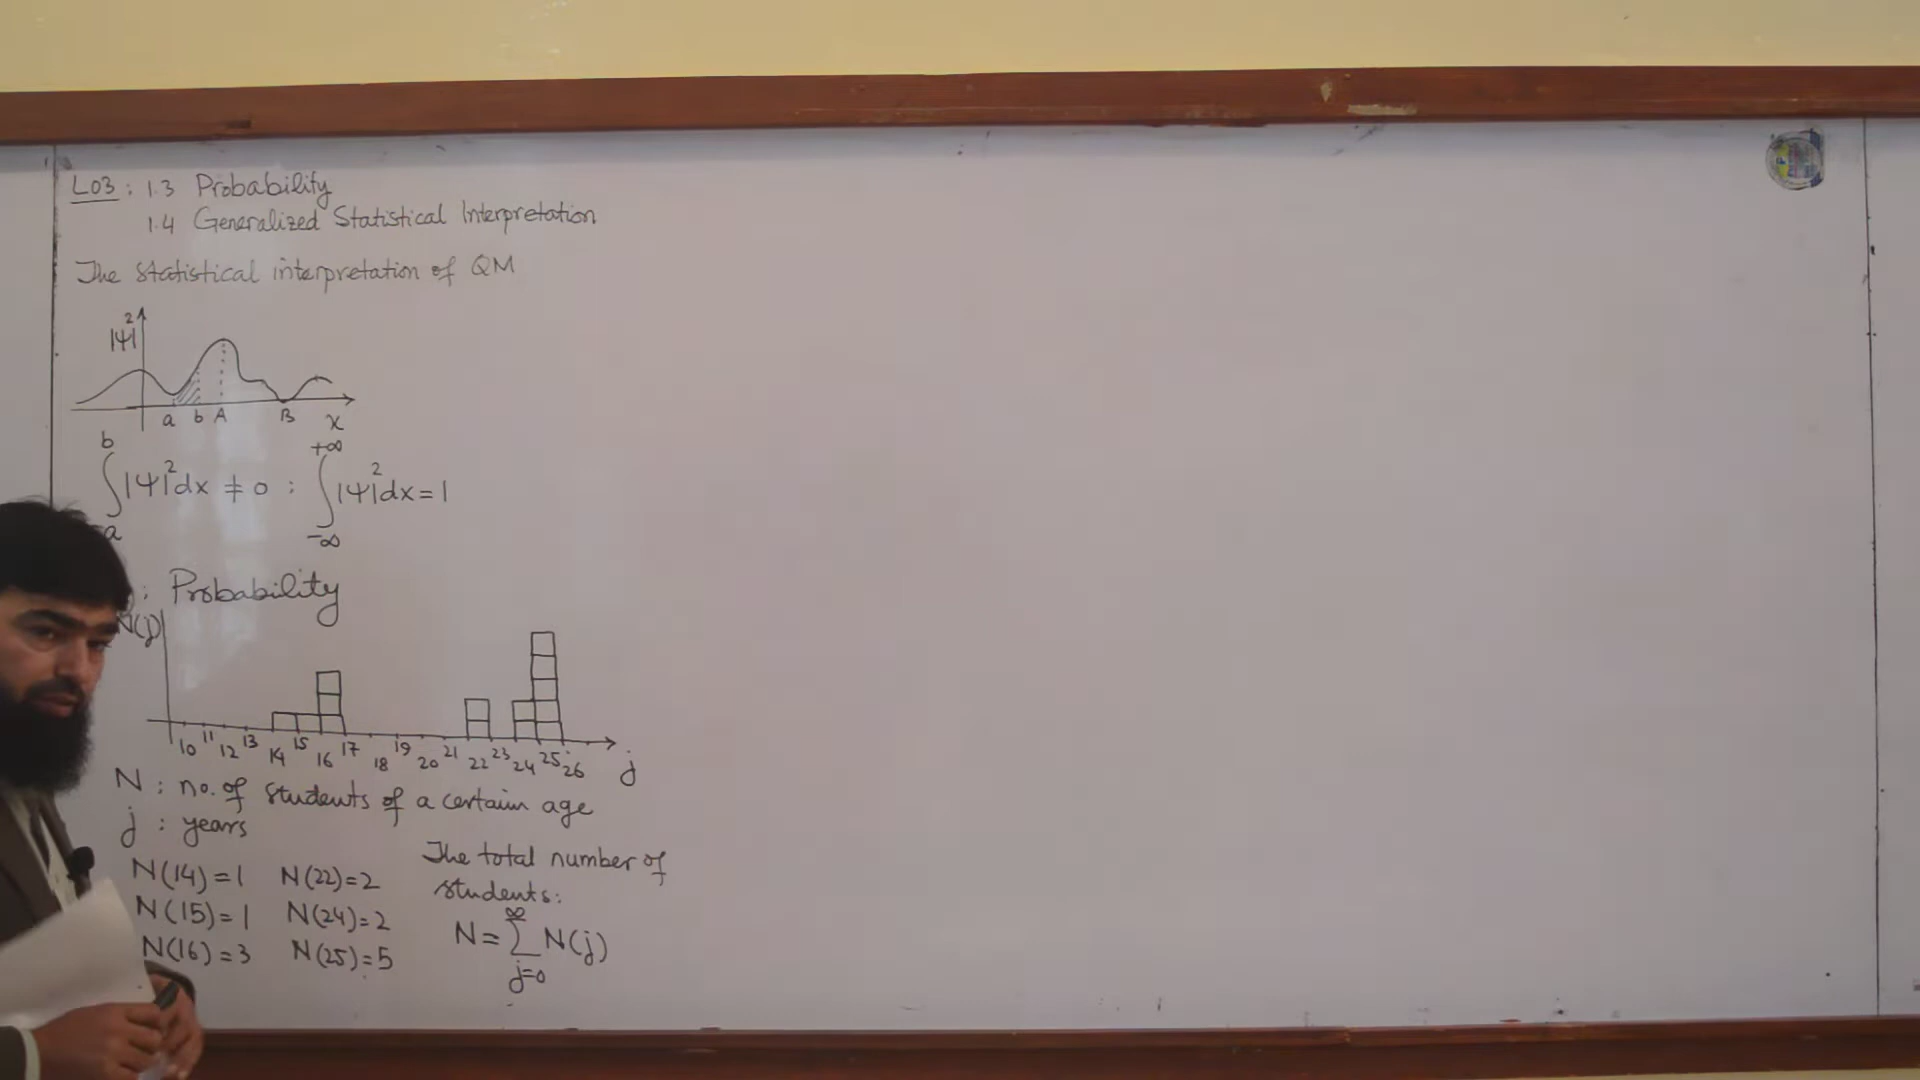 L03: 1.3 Probability
1.4 Generalized Statistical Interpretation
The Statistical interpretation of QM
|Ψ|²
a b A B x
∫_a^b |Ψ|²dx ≠ 0 : ∫_{-∞}^{+∞} |Ψ|²dx = 1
: Probability
N(j)
10 11 12 13 14 15 16 17 18 19 20 21 22 23 24 25 26 j
N : no. of students of a certain age
j : years
N(14)=1 N(22)=2
N(15)=1 N(24)=2
N(16)=3 N(25)=5
The total number of
students:
N = ∑_{j=0}^{∞} N(j)